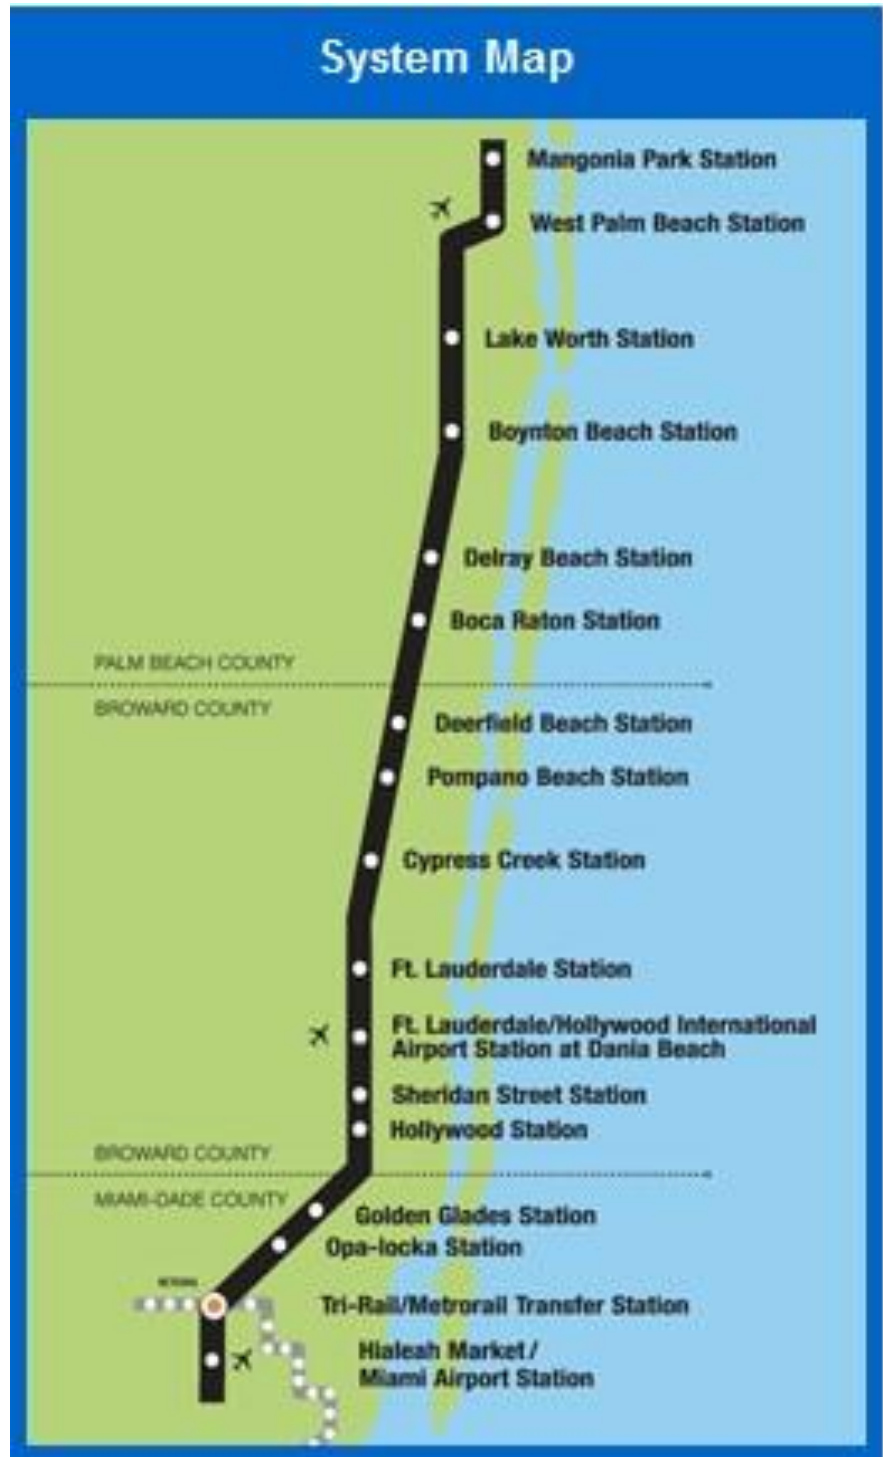 System Map
Mangonia Park Station
West Palm Beach Station
Lake Worth Station
Boynton Beach Station
Delray Beach Station
Boca Raton Station
PALM BEACH COUNTY
BROWARD COUNTY
Deerfield Beach Station
Pompano Beach Station
Cypress Creek Station
Ft. Lauderdale Station
Ft. Lauderdale/Hollywood International
Airport Station at Dania Beach
Sheridan Street Station
Hollywood Station
BROWARD COUNTY
MIAMI-DADE COUNTY
Golden Glades Station
Opa-locka Station
Tri-Rail/Metrorail Transfer Station
Hialeah Market/
Miami Airport Station